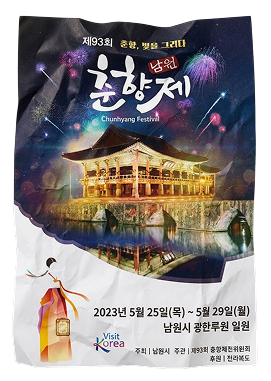 제93회 춘향, 빛을 그리다
남원
춘향제
Chunhyang Festival
2023년 5월 25일(목) ~ 5월 29일(월)
남원시 광한루원 일원
Visit
Korea
주최 | 남원시 주관 | 제93회 춘향제전위원회
후원 | 전라북도